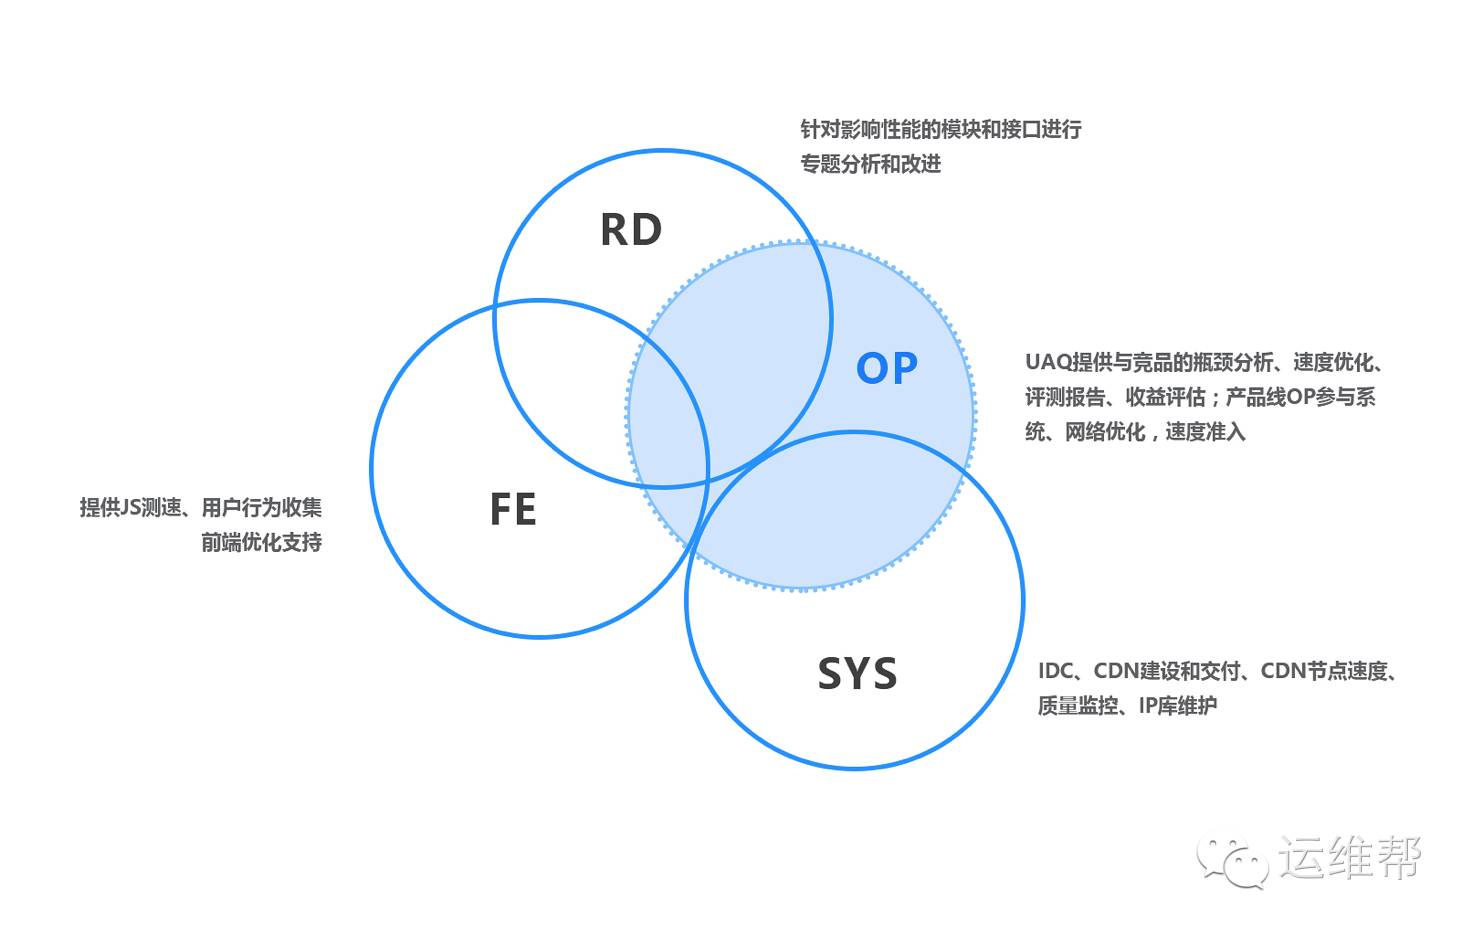 针对影响性能的模块和接口进行
专题分析和改进
RD
OP
UAQ提供与竞品的瓶颈分析、速度优化、
评测报告、收益评估；产品线OP参与系
统、网络优化，速度准入
提供JS测速、用户行为收集
前端优化支持
FE
SYS
IDC、CDN建设和交付、CDN节点速度、
质量监控、IP库维护
运维帮